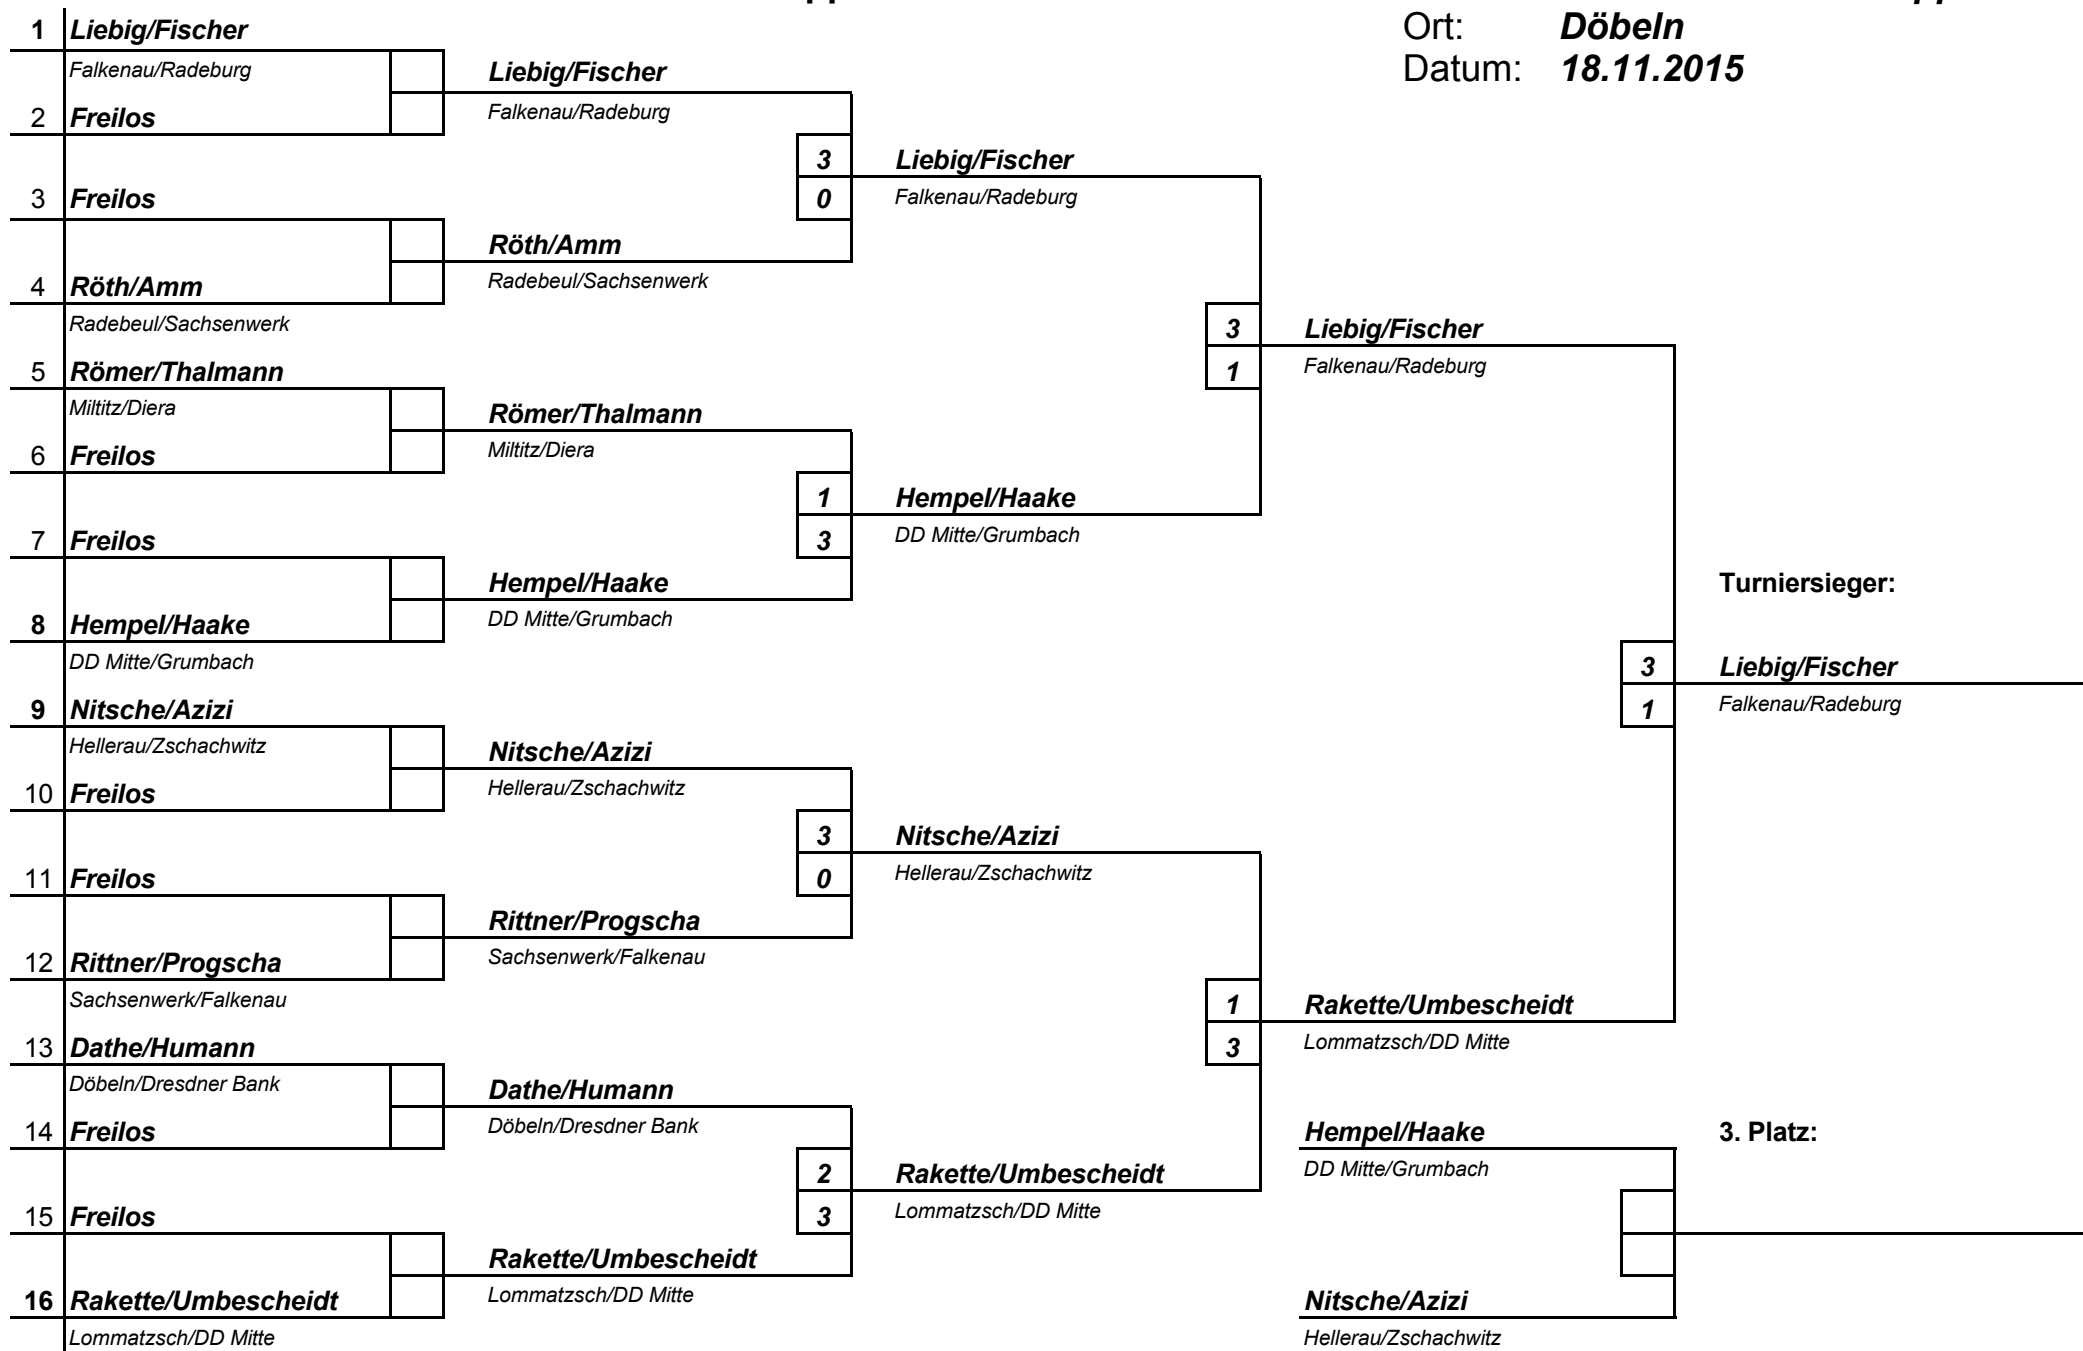 Ort: Döbeln
Datum: 18.11.2015
1 Liebig/Fischer
Falkenau/Radeburg
2 Freilos
3 Freilos
4 Röth/Amm
Radebeul/Sachsenwerk
5 Römer/Thalmann
Miltitz/Diera
6 Freilos
7 Freilos
8 Hempel/Haake
DD Mitte/Grumbach
9 Nitsche/Azizi
Hellerau/Zschachwitz
10 Freilos
11 Freilos
12 Rittner/Progscha
Sachsenwerk/Falkenau
13 Dathe/Humann
Döbeln/Dresdner Bank
14 Freilos
15 Freilos
16 Rakette/Umbescheidt
Lommatzsch/DD Mitte
Liebig/Fischer
Falkenau/Radeburg
Röth/Amm
Radebeul/Sachsenwerk
Römer/Thalmann
Miltitz/Diera
Hempel/Haake
DD Mitte/Grumbach
Nitsche/Azizi
Hellerau/Zschachwitz
Rittner/Progscha
Sachsenwerk/Falkenau
Dathe/Humann
Döbeln/Dresdner Bank
Rakette/Umbescheidt
Lommatzsch/DD Mitte
3 Liebig/Fischer
0 Falkenau/Radeburg
1 Hempel/Haake
3 DD Mitte/Grumbach
3 Nitsche/Azizi
0 Hellerau/Zschachwitz
2 Rakette/Umbescheidt
3 Lommatzsch/DD Mitte
3 Liebig/Fischer
1 Falkenau/Radeburg
1 Rakette/Umbescheidt
3 Lommatzsch/DD Mitte
Turniersieger:
3 Liebig/Fischer
1 Falkenau/Radeburg
Hempel/Haake
DD Mitte/Grumbach
3. Platz:
Nitsche/Azizi
Hellerau/Zschachwitz